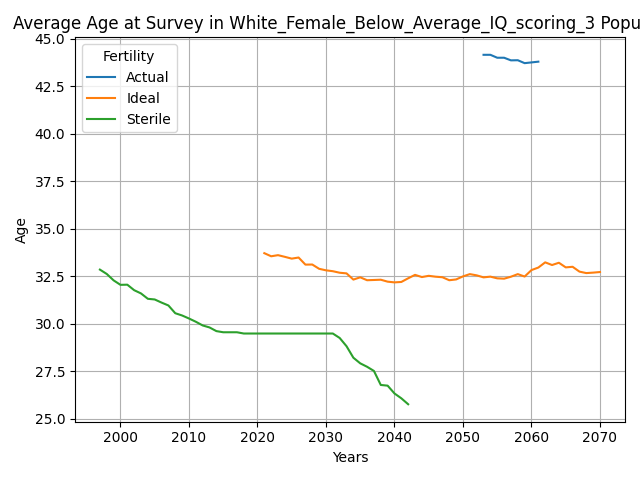 Average Age at Survey in White_Female_Below_Average_IQ_scoring_3 Popu
Fertility
Actual
Ideal
Sterile
45.0
42.5
40.0
37.5
35.0
32.5
30.0
27.5
25.0
Age
2000 2010 2020 2030 2040 2050 2060 2070
Years